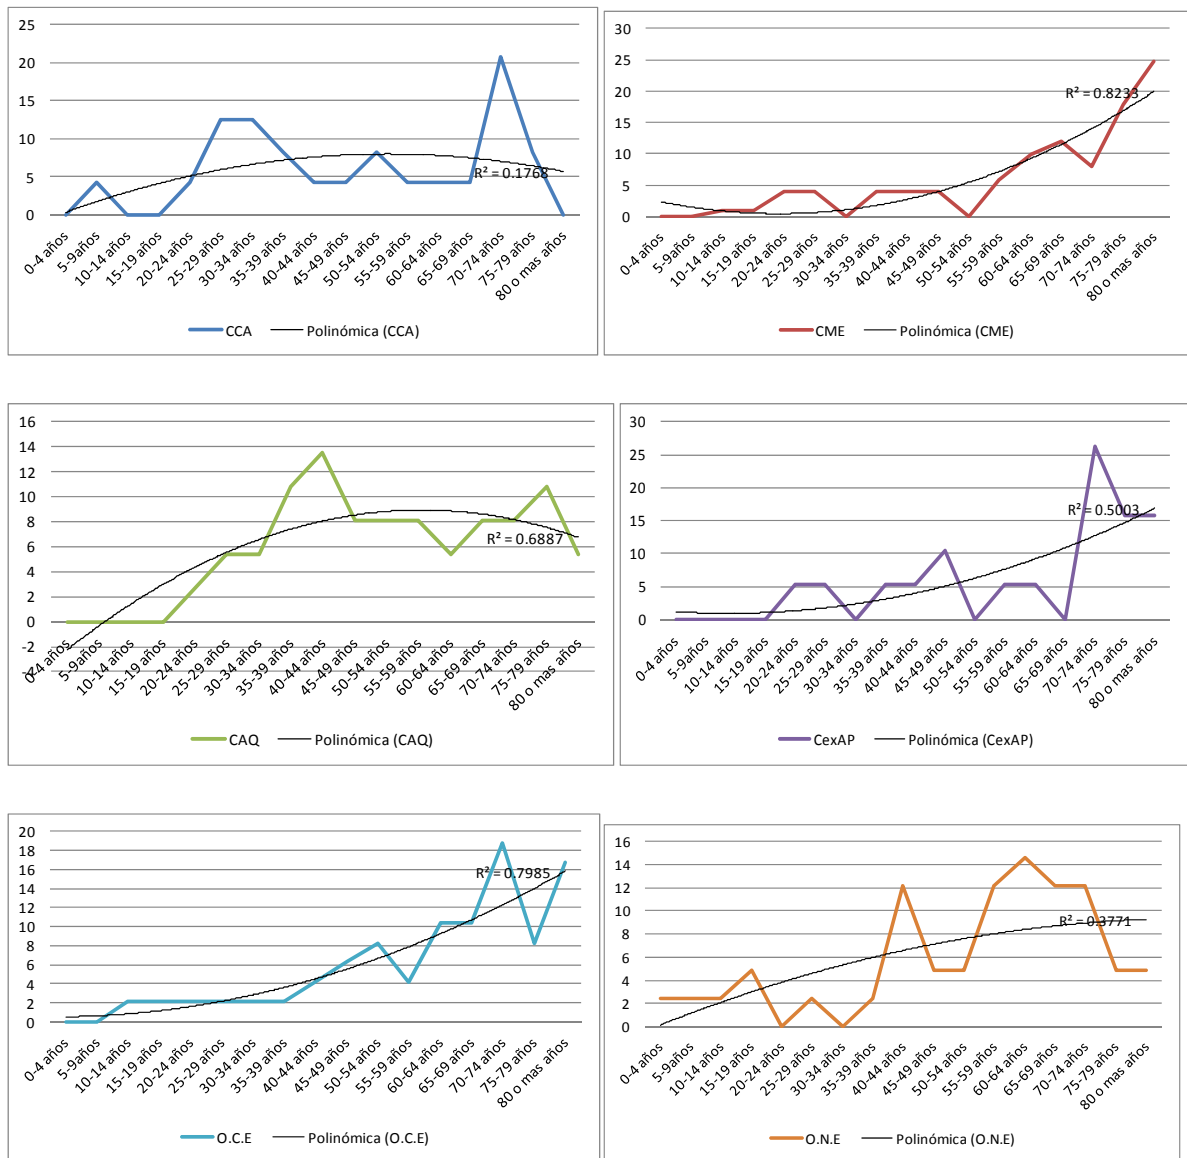 25
20
15
10
5
0
R² = 0.1768
0-4 años
5-9años
10-14 años
15-19 años
20-24 años
25-29 años
30-34 años
35-39 años
40-44 años
45-49 años
50-54 años
55-59 años
60-64 años
65-69 años
70-74 años
75-79 años
80 o mas años
CCA Polinómica (CCA)
30
25
20
15
10
5
0
R² = 0.8233
0-4 años
5-9años
10-14 años
15-19 años
20-24 años
25-29 años
30-34 años
35-39 años
40-44 años
45-49 años
50-54 años
55-59 años
60-64 años
65-69 años
70-74 años
75-79 años
80 o mas años
CME Polinómica (CME)
16
14
12
10
8
6
4
2
0
-2
-4
R² = 0.6887
0-4 años
5-9años
10-14 años
15-19 años
20-24 años
25-29 años
30-34 años
35-39 años
40-44 años
45-49 años
50-54 años
55-59 años
60-64 años
65-69 años
70-74 años
75-79 años
80 o mas años
CAQ Polinómica (CAQ)
30
25
20
15
10
5
0
R² = 0.5003
0-4 años
5-9años
10-14 años
15-19 años
20-24 años
25-29 años
30-34 años
35-39 años
40-44 años
45-49 años
50-54 años
55-59 años
60-64 años
65-69 años
70-74 años
75-79 años
80 o mas años
CexAP Polinómica (CexAP)
20
18
16
14
12
10
8
6
4
2
0
R² = 0.7985
0-4 años
5-9años
10-14 años
15-19 años
20-24 años
25-29 años
30-34 años
35-39 años
40-44 años
45-49 años
50-54 años
55-59 años
60-64 años
65-69 años
70-74 años
75-79 años
80 o mas años
O.C.E Polinómica (O.C.E)
16
14
12
10
8
6
4
2
0
R² = 0.3771
0-4 años
5-9años
10-14 años
15-19 años
20-24 años
25-29 años
30-34 años
35-39 años
40-44 años
45-49 años
50-54 años
55-59 años
60-64 años
65-69 años
70-74 años
75-79 años
80 o mas años
O.N.E Polinómica (O.N.E)